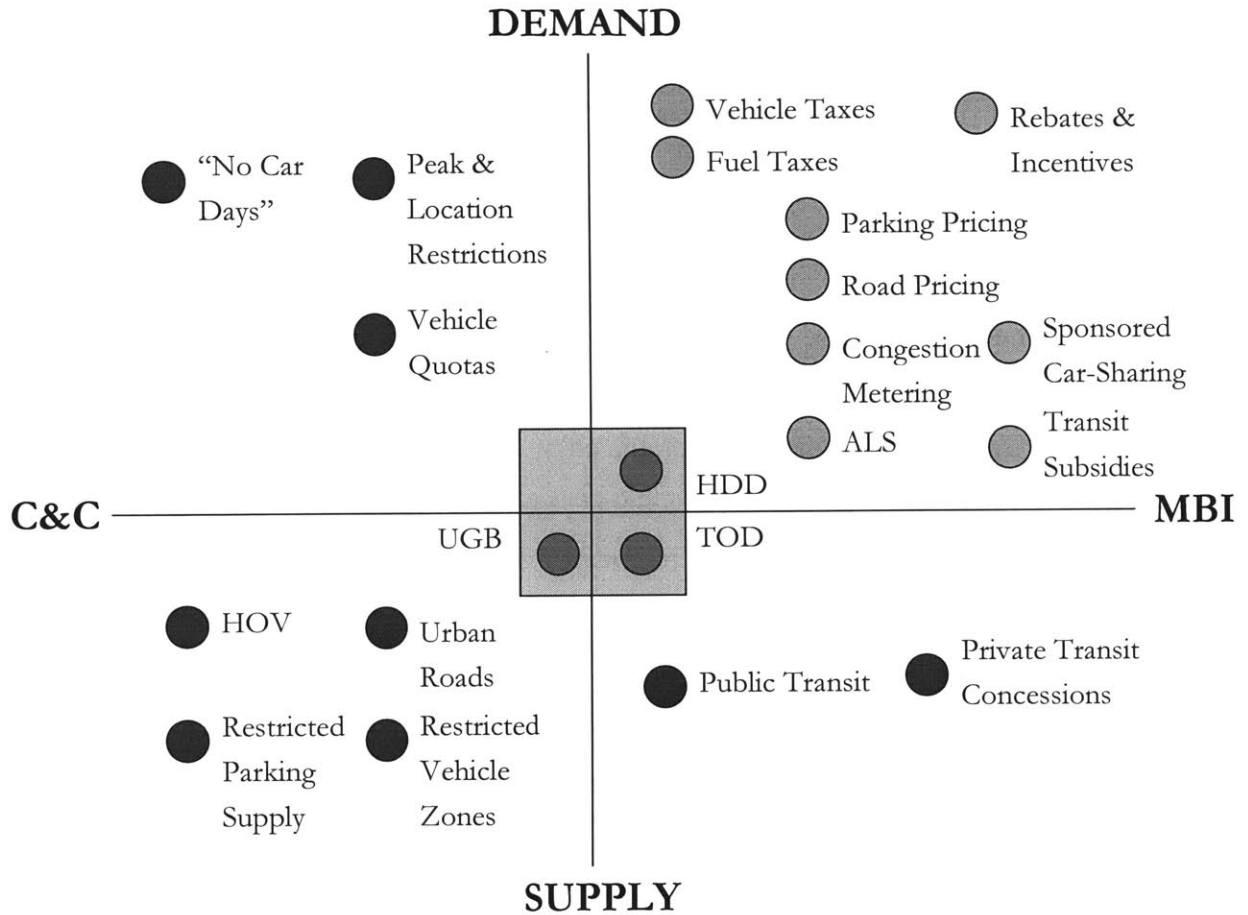 DEMAND
Vehicle Taxes
Fuel Taxes
Rebates &
Incentives
“No Car
Days”
Peak &
Location
Restrictions
Parking Pricing
Road Pricing
Vehicle
Quotas
Congestion
Metering
Sponsored
Car-Sharing
ALS
Transit
Subsidies
HDD
C&C
MBI
UGB
TOD
HOV
Urban
Roads
Public Transit
Private Transit
Concessions
Restricted
Parking
Supply
Restricted
Vehicle
Zones
SUPPLY